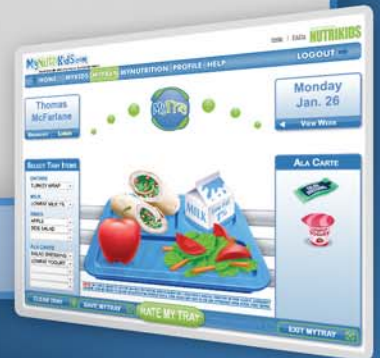 MyNutriKids.com
NUTRIKIDS
HOME | MYKIDS | MYTRAY | MYNUTRITION | PROFILE | HELP
LOGOUT
Thomas
McFarlane
MyTray
Monday
Jan. 26
VIEW WEEK
SELECT TRAY ITEMS
ENTREE
TURKEY WRAP
MILK
LOWFAT MILK 1%
SIDES
APPLE
SIDE SALAD
ALA CARTE
SALAD DRESSING
LOWFAT YOGURT
MILK
ALA CARTE
CLEAR TRAY
SAVE MYTRAY
RATE MY TRAY
EXIT MYTRAY